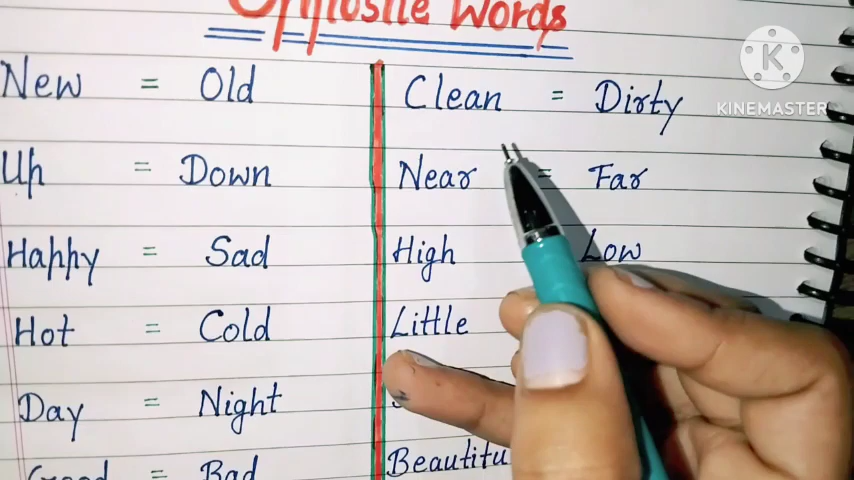 Opposite Words
New = Old
Up = Down
Happy = Sad
Hot = Cold
Day = Night
Good = Bad
Clean = Dirty
Near = Far
High Low
Little
Beautifu
KINEMASTER